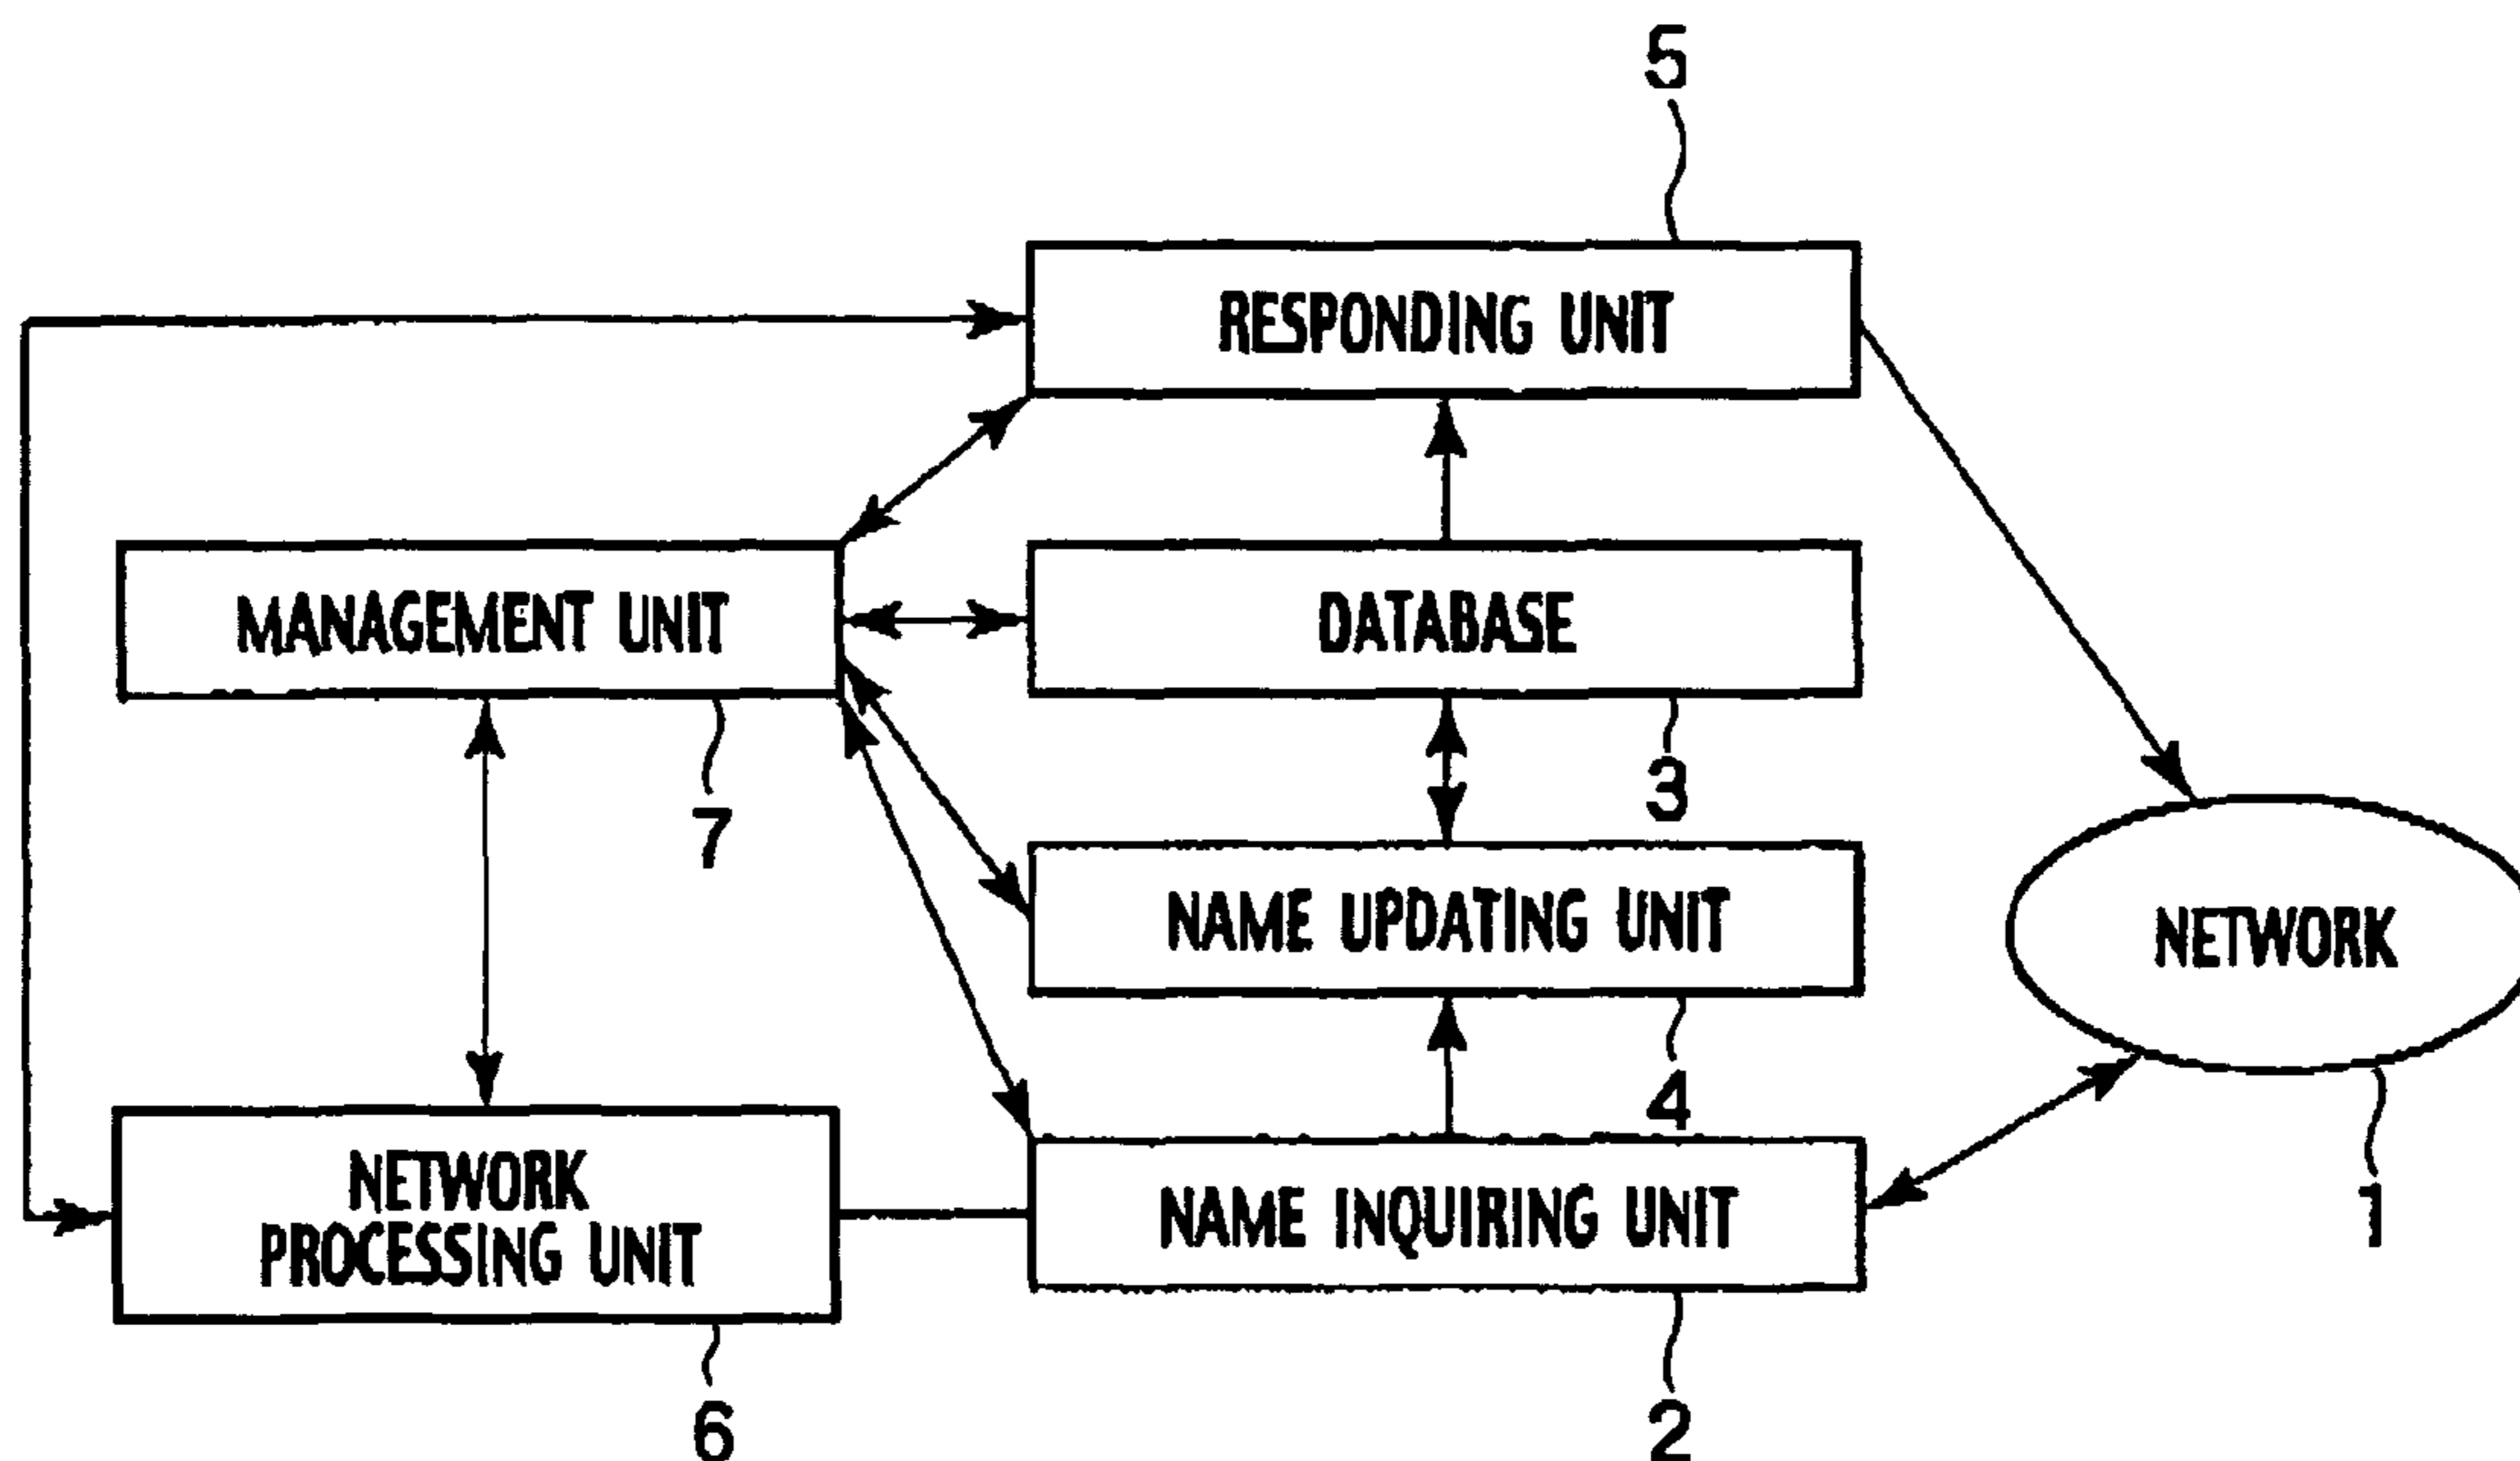 5
RESPONDING UNIT
MANAGEMENT UNIT
DATABASE
7
3
NAME UPDATING UNIT
NETWORK
4
1
NETWORK
PROCESSING UNIT
NAME INQUIRING UNIT
6
2